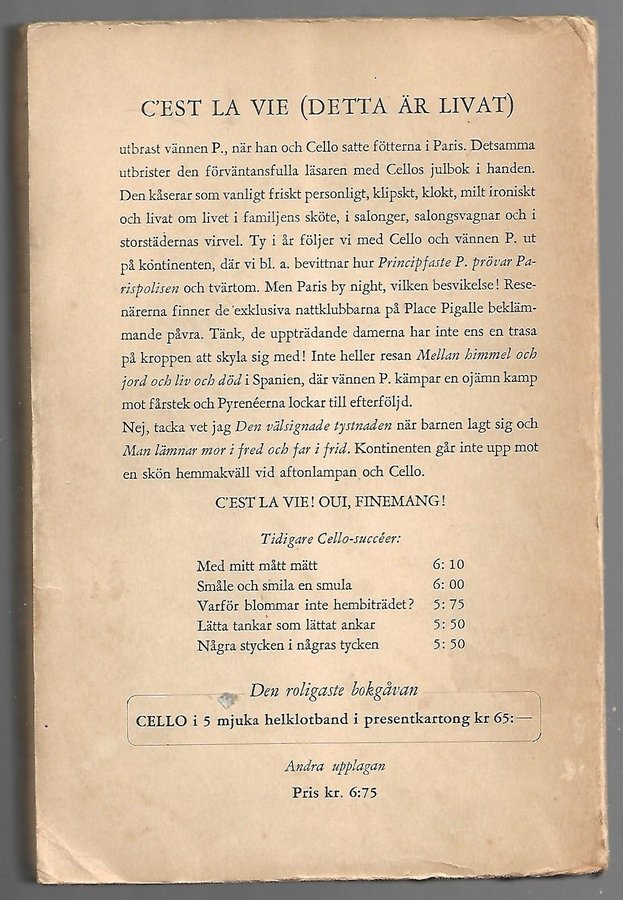 C'EST LA VIE (DETTA ÄR LIVAT)
utbrast vännen P., när han och Cello satte fötterna i Paris. Detsamma
utbrister den förväntansfulla läsaren med Cellos julbok i handen.
Den kåserar som vanligt friskt personligt, klipskt, klokt, milt ironiskt
och livat om livet i familjens sköte, i salonger, salongsvagnar och i
storstädernas virvel. Ty i år följer vi med Cello och vännen P. ut
på kontinenten, där vi bl. a. bevittnar hur Principfaste P. prövar Pa-
rispolisen och tvärtom. Men Paris by night, vilken besvikelse! Rese-
närerna finner de exklusiva nattklubbarna på Place Pigalle bekläm-
mande påvra. Tänk, de uppträdande damerna har inte ens en trasa
på kroppen att skyla sig med! Inte heller resan Mellan himmel och
jord och liv och död i Spanien, där vännen P. kämpar en ojämn kamp
mot fårstek och Pyrenéerna lockar till efterföljd.
Nej, tacka vet jag Den välsignade tystnaden när barnen lagt sig och
Man lämnar mor i fred och far i frid. Kontinenten går inte upp mot
en skön hemmakväll vid aftonlampan och Cello.
C'EST LA VIE! OUI, FINEMANG!
Tidigare Cello-succéer:
Med mitt mått mätt 6: 10
Småle och smila en smula 6: 00
Varför blommar inte hembiträdet? 5: 75
Lätta tankar som lättat ankar 5: 50
Några stycken i någras tycken 5: 50
Den roligaste bokgåvan
CELLO i 5 mjuka helklotband i presentkartong kr 65:—
Andra upplagan
Pris kr. 6:75